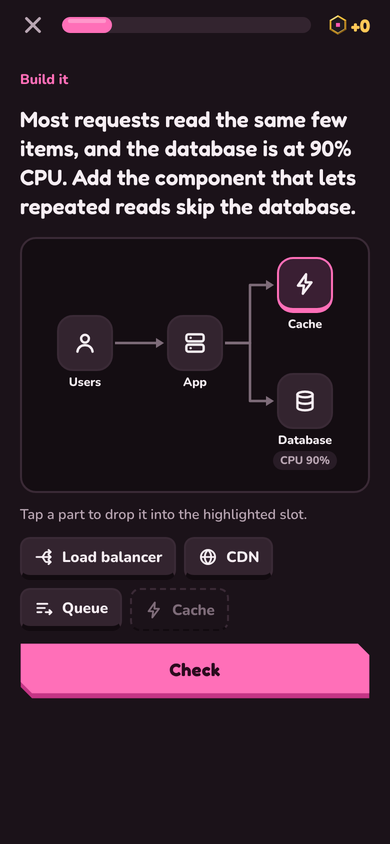 +0
Build it
Most requests read the same few
items, and the database is at 90%
CPU. Add the component that lets
repeated reads skip the database.
Cache
Users
App
Database
CPU 90%
Tap a part to drop it into the highlighted slot.
Load balancer
CDN
Queue
Cache
Check